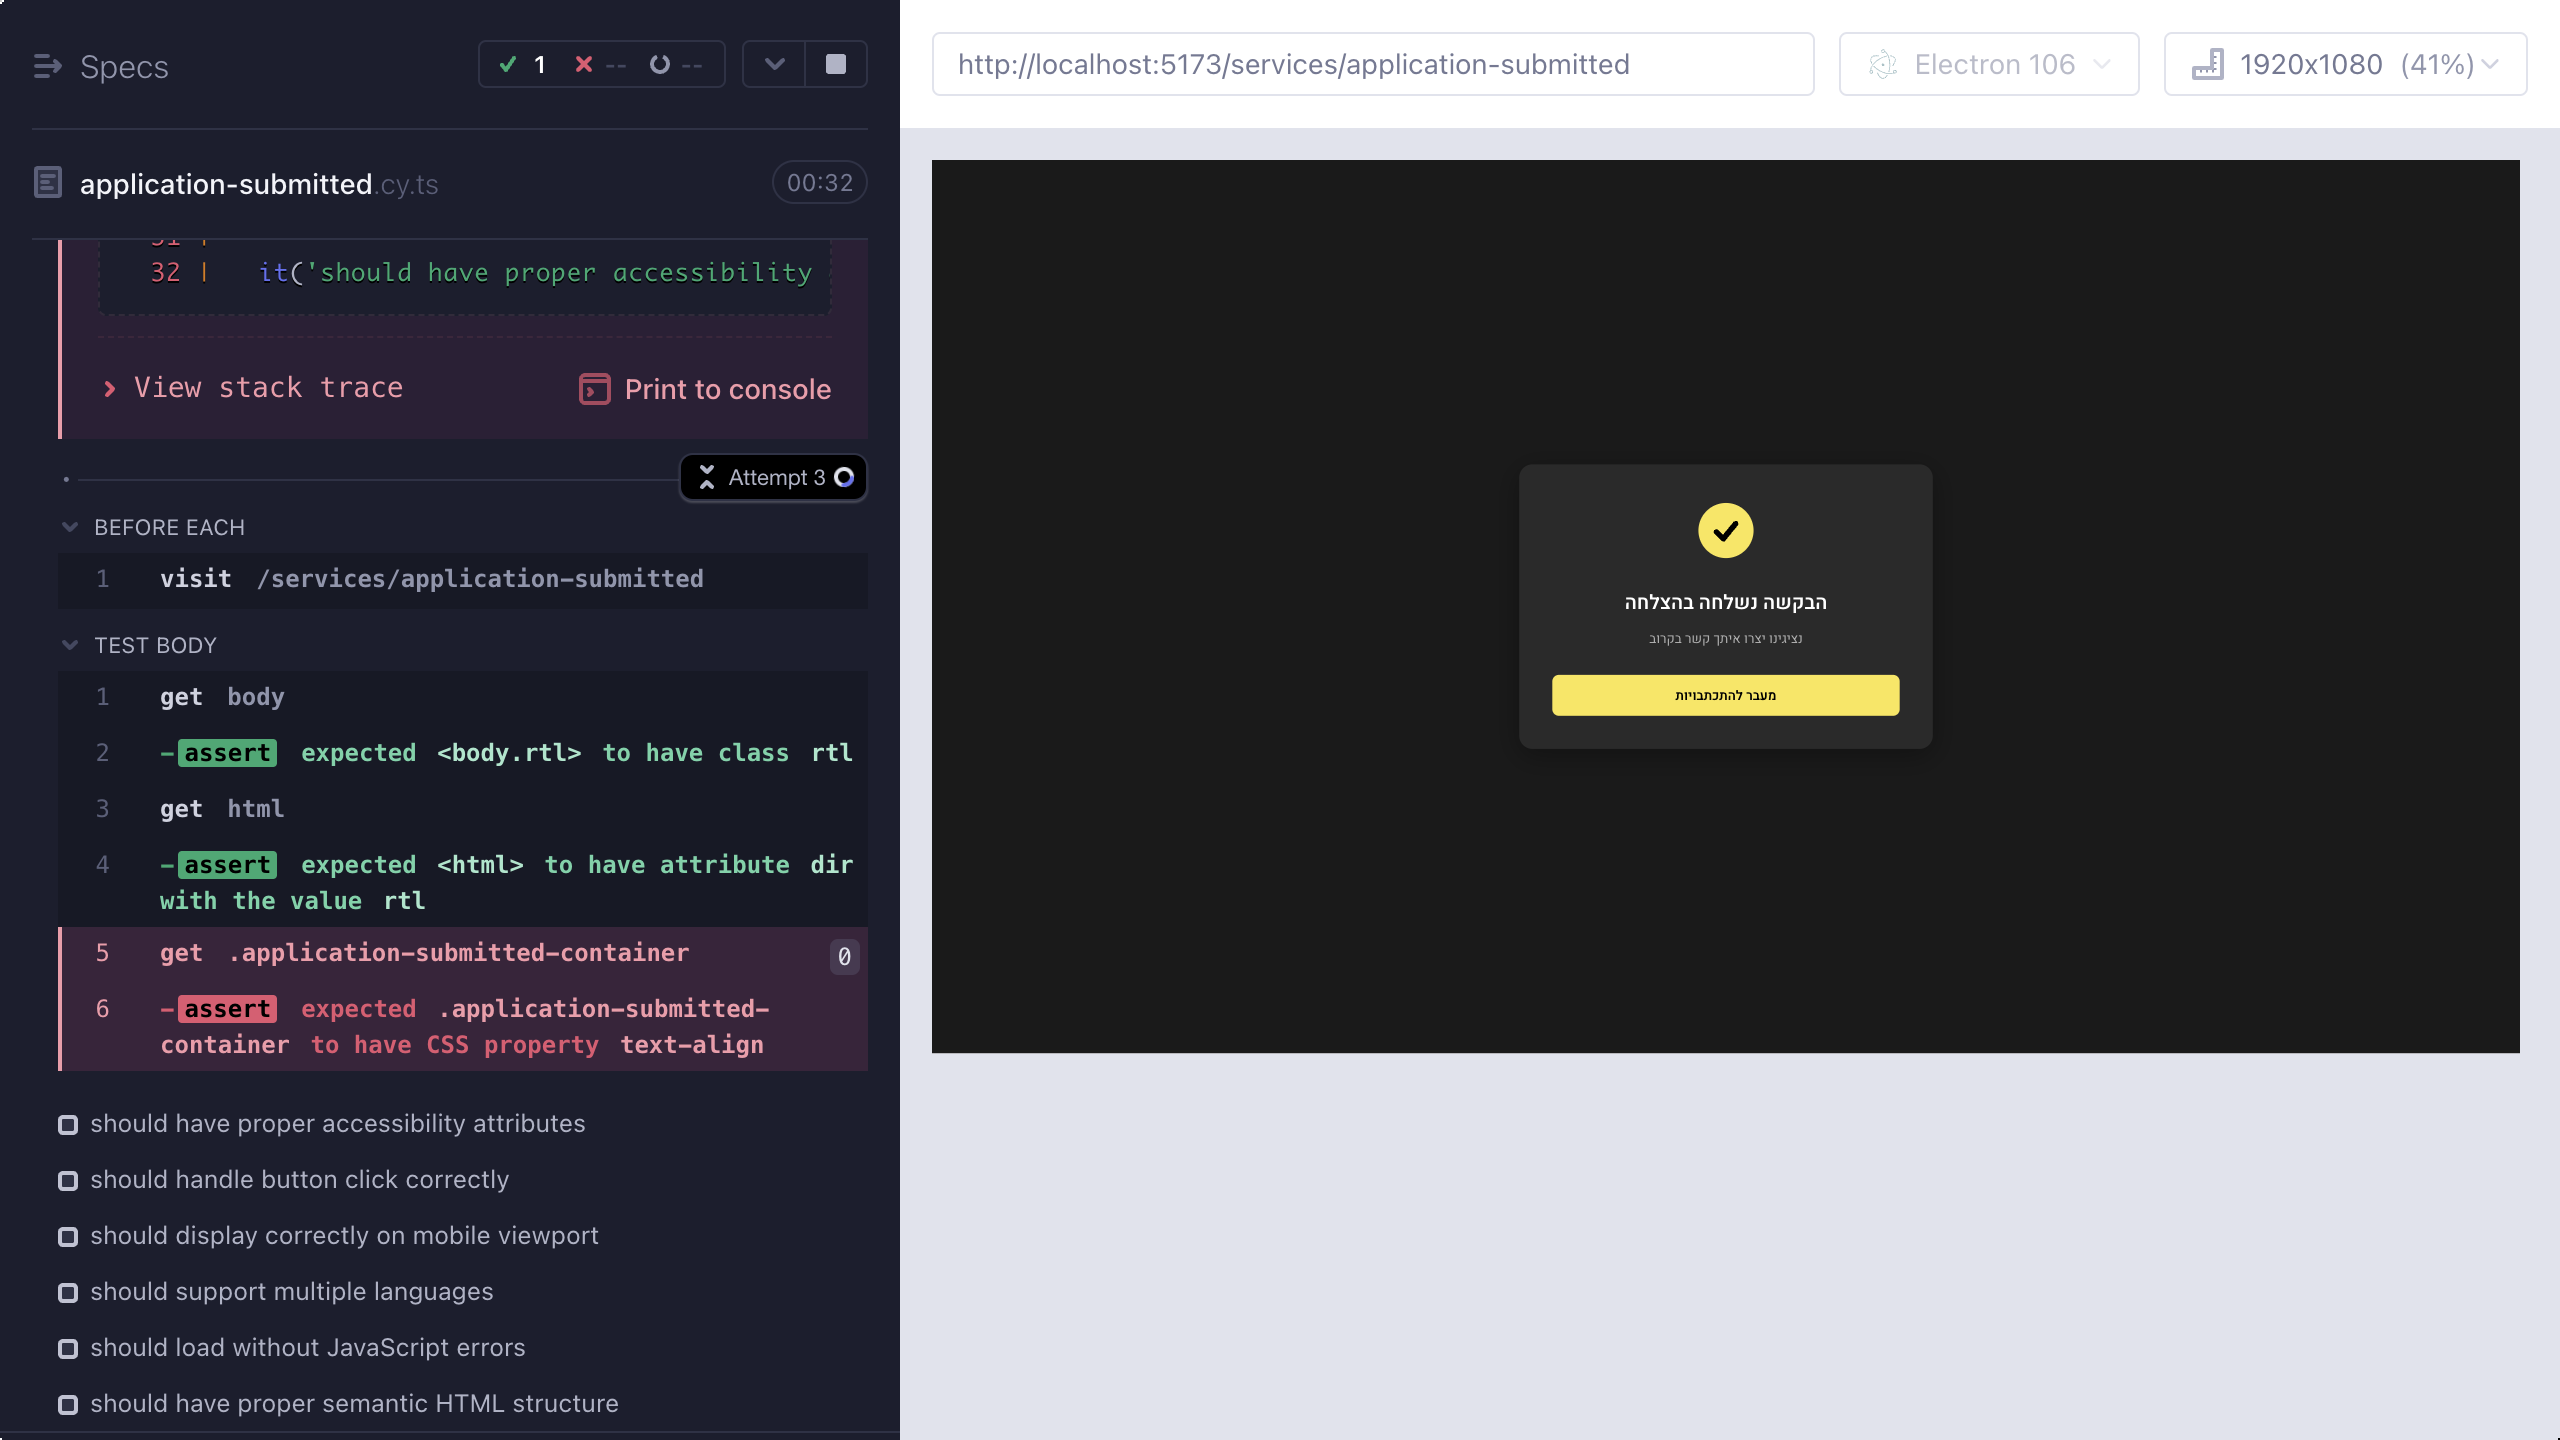 Specs
1 -- --
application-submitted.cy.ts
00:32
31 |
32 | it('should have proper accessibility
View stack trace
Print to console
Attempt 3
BEFORE EACH
1 visit /services/application-submitted
TEST BODY
1 get body
2 -assert expected <body.rtl> to have class rtl
3 get html
4 -assert expected <html> to have attribute dir
with the value rtl
5 get .application-submitted-container 0
6 -assert expected .application-submitted-
container to have CSS property text-align
should have proper accessibility attributes
should handle button click correctly
should display correctly on mobile viewport
should support multiple languages
should load without JavaScript errors
should have proper semantic HTML structure
http://localhost:5173/services/application-submitted
Electron 106
1920x1080 (41%)
הבקשה נשלחה בהצלחה
נציגינו יצרו איתך קשר בקרוב
מעבר להתכתבויות